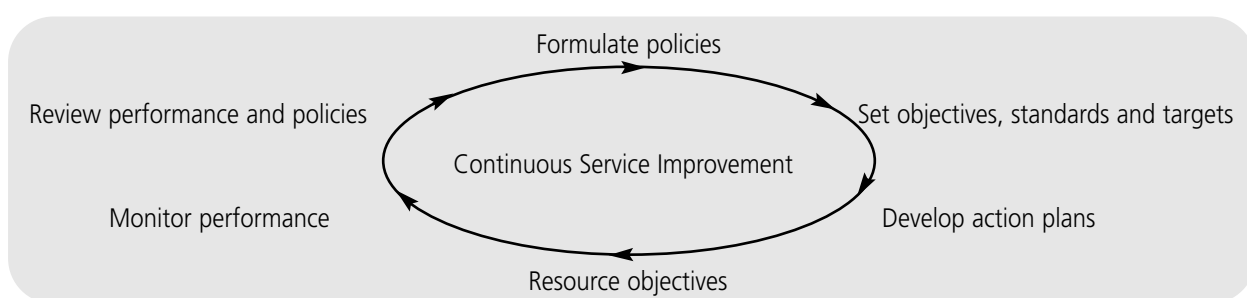 Formulate policies
Review performance and policies
Set objectives, standards and targets
Continuous Service Improvement
Monitor performance
Develop action plans
Resource objectives